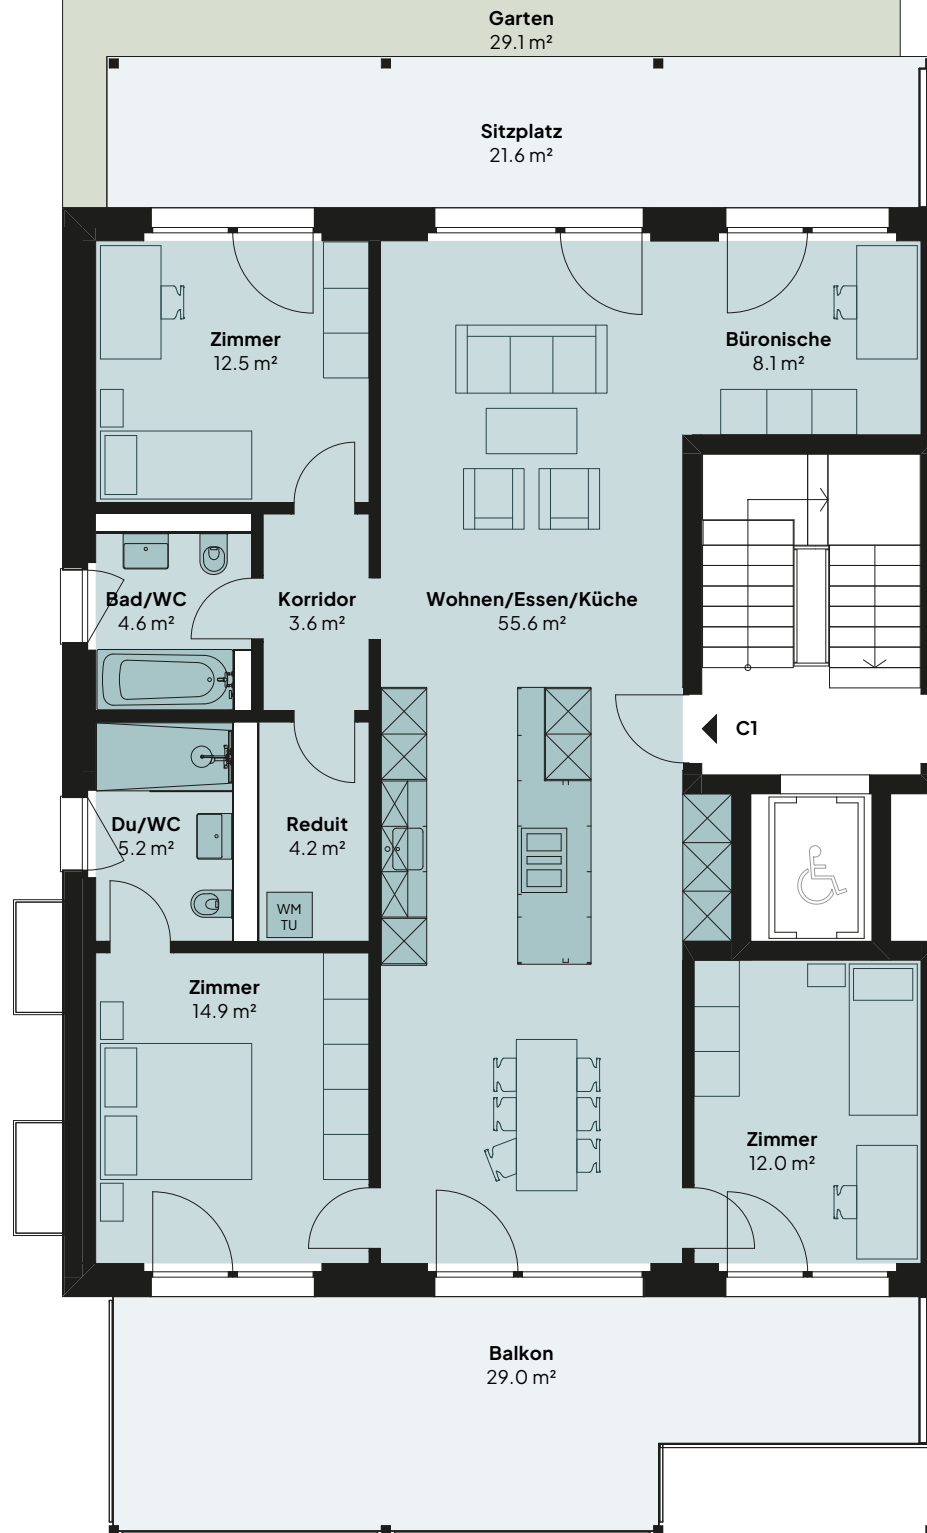 Garten
29.1 m²
Sitzplatz
21.6 m²
Zimmer
12.5 m²
Büronische
8.1 m²
Bad/WC
4.6 m²
Korridor
3.6 m²
Wohnen/Essen/Küche
55.6 m²
C1
Du/WC
5.2 m²
Reduit
4.2 m²
WM
TU
Zimmer
14.9 m²
Zimmer
12.0 m²
Balkon
29.0 m²